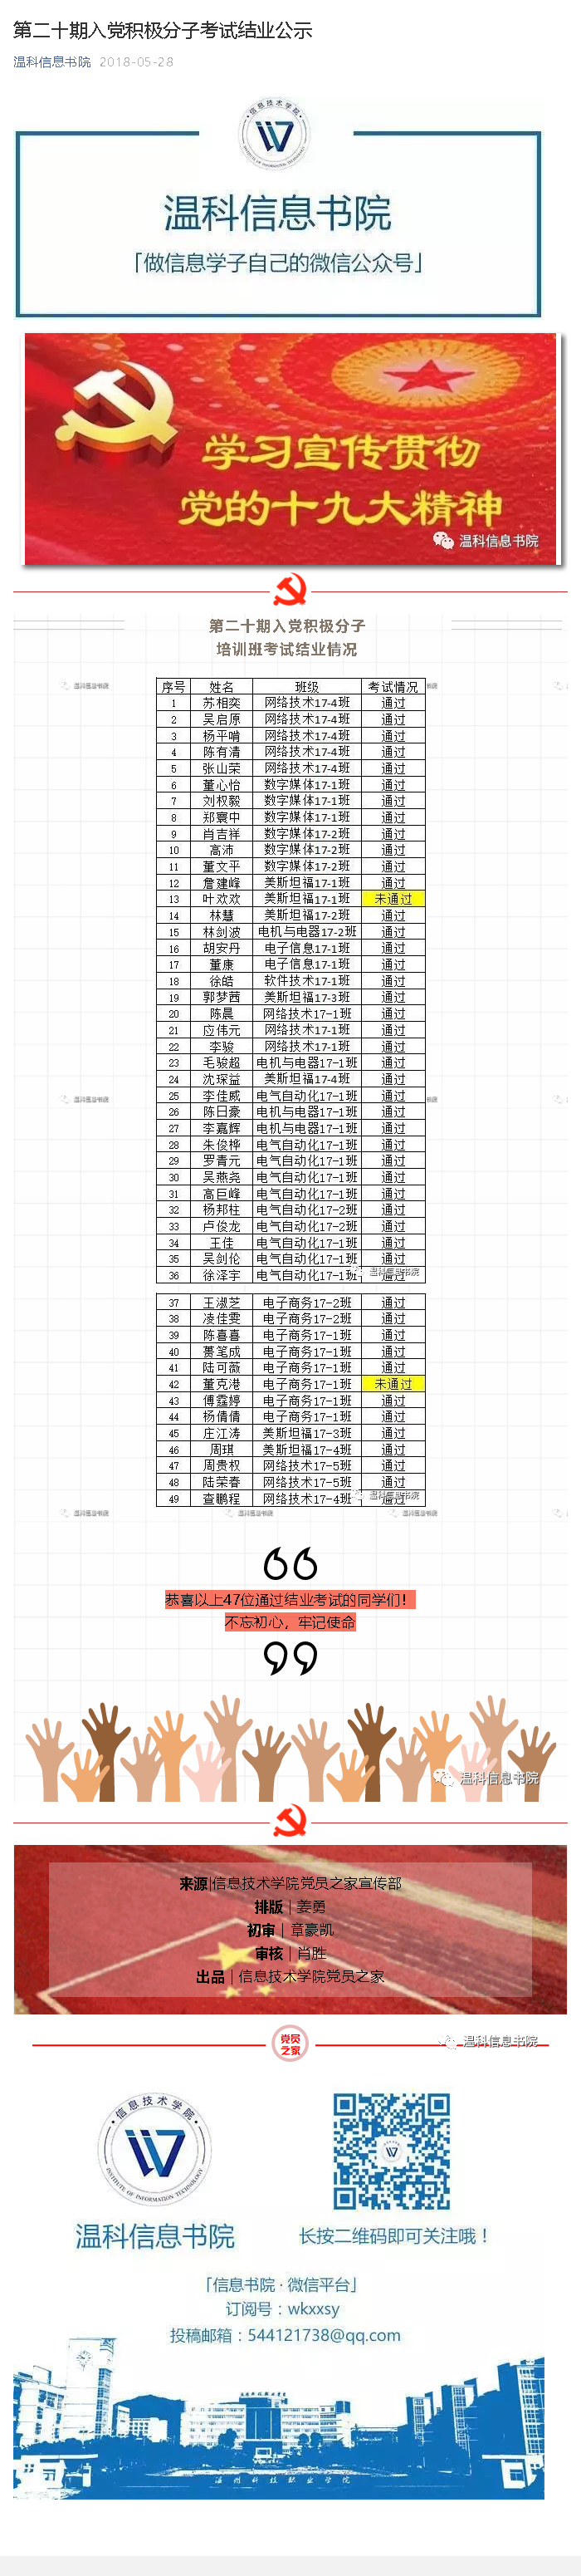 第二十期入党积极分子考试结业公示
温科信息书院 2018-05-28
信息技术学院
温科信息书院
「做信息学子自己的微信公众号」
学习宣传贯彻
党的十九大精神
温科信息书院
第二十期入党积极分子
培训班考试结业情况
序号 姓名 班级 考试情况
1 苏相奕 网络技术17-4班 通过
2 吴启原 网络技术17-4班 通过
3 杨平喃 网络技术17-4班 通过
4 陈有清 网络技术17-4班 通过
5 张山荣 网络技术17-4班 通过
6 董心怡 数字媒体17-1班 通过
7 刘权毅 数字媒体17-1班 通过
8 郑寰中 数字媒体17-1班 通过
9 肖吉祥 数字媒体17-2班 通过
10 高沛 数字媒体17-2班 通过
11 董文平 数字媒体17-2班 通过
12 詹建峰 美斯坦福17-1班 通过
13 叶欢欢 美斯坦福17-1班 未通过
14 林慧 美斯坦福17-2班 通过
15 林剑波 电机与电器17-2班 通过
16 胡安丹 电子信息17-1班 通过
17 董康 电子信息17-1班 通过
18 徐皓 软件技术17-1班 通过
19 郭梦茜 美斯坦福17-3班 通过
20 陈晨 网络技术17-1班 通过
21 应伟元 网络技术17-1班 通过
22 李骏 网络技术17-1班 通过
23 毛骏超 电机与电器17-1班 通过
24 沈琛益 美斯坦福17-4班 通过
25 李佳威 电气自动化17-1班 通过
26 陈日豪 电机与电器17-1班 通过
27 李嘉辉 电机与电器17-1班 通过
28 朱俊桦 电气自动化17-1班 通过
29 罗青元 电气自动化17-1班 通过
30 吴燕尧 电气自动化17-1班 通过
31 高巨峰 电气自动化17-1班 通过
32 杨邦柱 电气自动化17-2班 通过
33 卢俊龙 电气自动化17-2班 通过
34 王佳 电气自动化17-1班 通过
35 吴剑伦 电气自动化17-1班 通过
36 徐泽宇 电气自动化17-1班 通过
温科信息书院
37 王淑芝 电子商务17-2班 通过
38 凌佳雯 电子商务17-2班 通过
39 陈喜喜 电子商务17-1班 通过
40 笔成 电子商务17-1班 通过
41 陆可薇 电子商务17-1班 通过
42 董克港 电子商务17-1班 未通过
43 傅霆婷 电子商务17-1班 通过
44 杨倩倩 电子商务17-1班 通过
45 庄江涛 美斯坦福17-3班 通过
46 周琪 美斯坦福17-4班 通过
47 周贵权 网络技术17-5班 通过
48 陆荣春 网络技术17-5班 通过
49 查鹏程 网络技术17-4班 通过
温科信息书院
恭喜以上47位通过结业考试的同学们！
不忘初心，牢记使命
温科信息书院
来源|信息技术学院党员之家宣传部
排版 | 姜勇
初审 | 章豪凯
审核 | 肖胜
出品 | 信息技术学院党员之家
党员
之家
温科信息书院
信息技术学院
INSTITUTE OF INFORMATION TECHNOLOGY
温科信息书院
长按二维码即可关注哦！
「信息书院 · 微信平台」
订阅号：wkxxsy
投稿邮箱：544121738@qq.com
温州科技职业学院